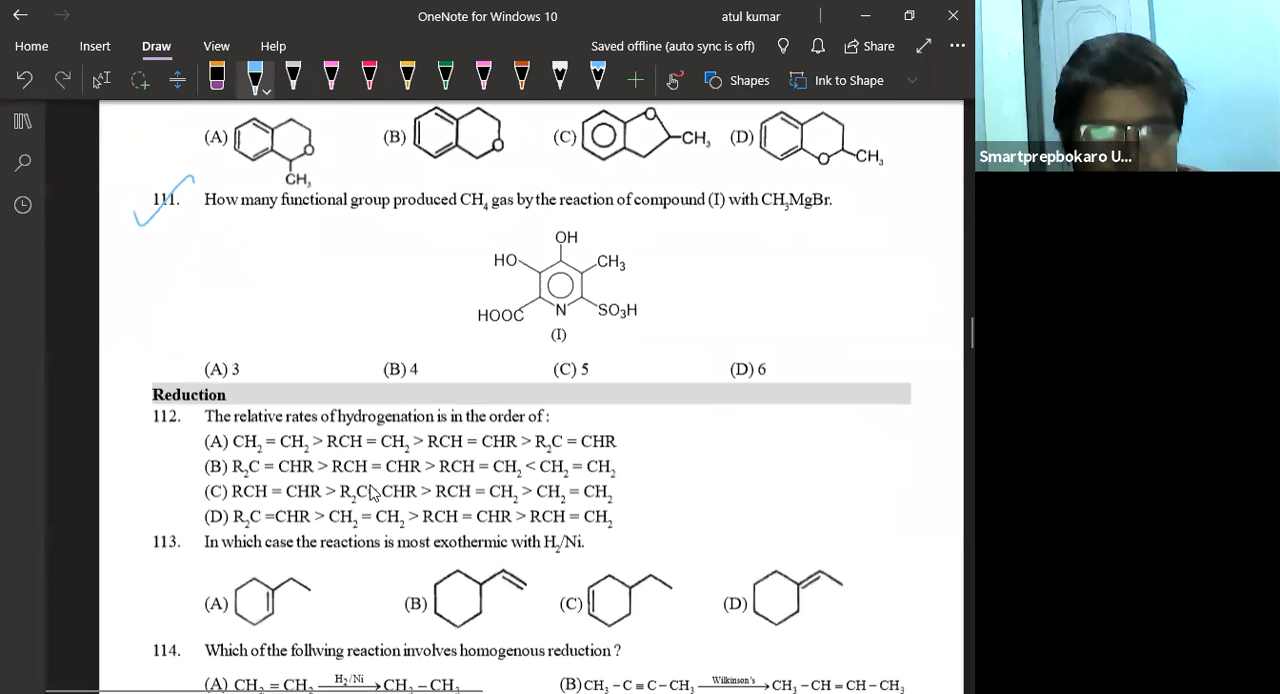 OneNote for Windows 10
atul kumar
Home Insert Draw View Help
Saved offline (auto sync is off)
Share
Shapes
Ink to Shape
Smartprepbokaro U...
(A) O CH₃ (B) O (C) O CH₃ (D) O CH₃
111. How many functional group produced CH₄ gas by the reaction of compound (I) with CH₃MgBr.
OH
HO CH₃
HOOC N SO₃H
(I)
(A) 3 (B) 4 (C) 5 (D) 6
Reduction
112. The relative rates of hydrogenation is in the order of :
(A) CH₂ = CH₂ > RCH = CH₂ > RCH = CHR > R₂C = CHR
(B) R₂C = CHR > RCH = CHR > RCH = CH₂ < CH₂ = CH₂
(C) RCH = CHR > R₂C CHR > RCH = CH₂ > CH₂ = CH₂
(D) R₂C =CHR > CH₂ = CH₂ > RCH = CHR > RCH = CH₂
113. In which case the reactions is most exothermic with H₂/Ni.
(A) (B) (C) (D)
114. Which of the follwing reaction involves homogenous reduction ?
(A) CH₂ = CH₂ H₂/Ni → CH₃ – CH₃ (B) CH₃ – C ≡ C – CH₃ Wilkinson's → CH₃ – CH = CH – CH₃